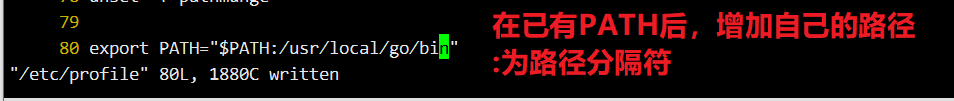 78 unset -f pathmunge
79
80 export PATH="$PATH:/usr/local/go/bin"
"/etc/profile" 80L, 1880C written
在已有PATH后，增加自己的路径
:为路径分隔符